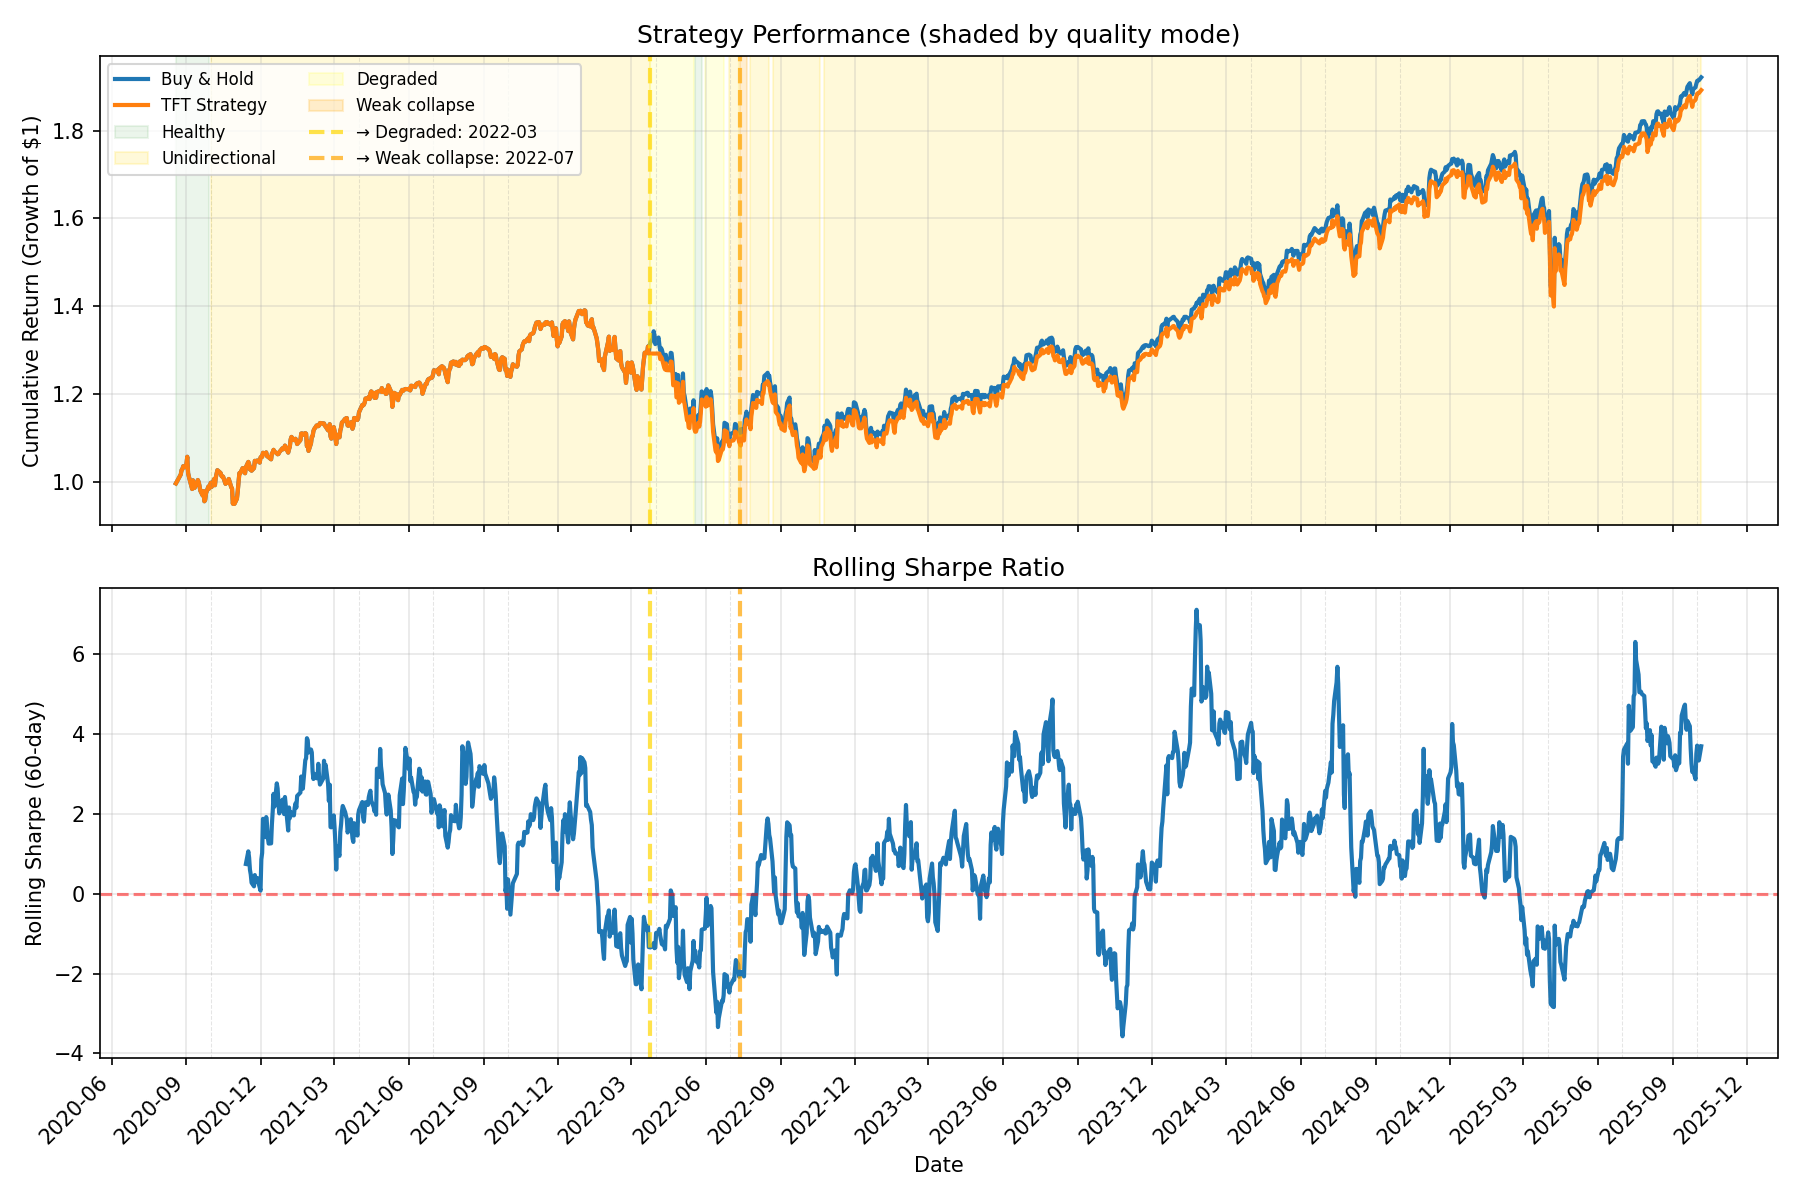 Strategy Performance (shaded by quality mode)
Buy & Hold
TFT Strategy
Healthy
Unidirectional
Degraded
Weak collapse
→ Degraded: 2022-03
→ Weak collapse: 2022-07
Cumulative Return (Growth of $1)
1.8
1.6
1.4
1.2
1.0
Rolling Sharpe Ratio
Rolling Sharpe (60-day)
6
4
2
0
−2
−4
2020-06
2020-09
2020-12
2021-03
2021-06
2021-09
2021-12
2022-03
2022-06
2022-09
2022-12
2023-03
2023-06
2023-09
2023-12
2024-03
2024-06
2024-09
2024-12
2025-03
2025-06
2025-09
2025-12
Date